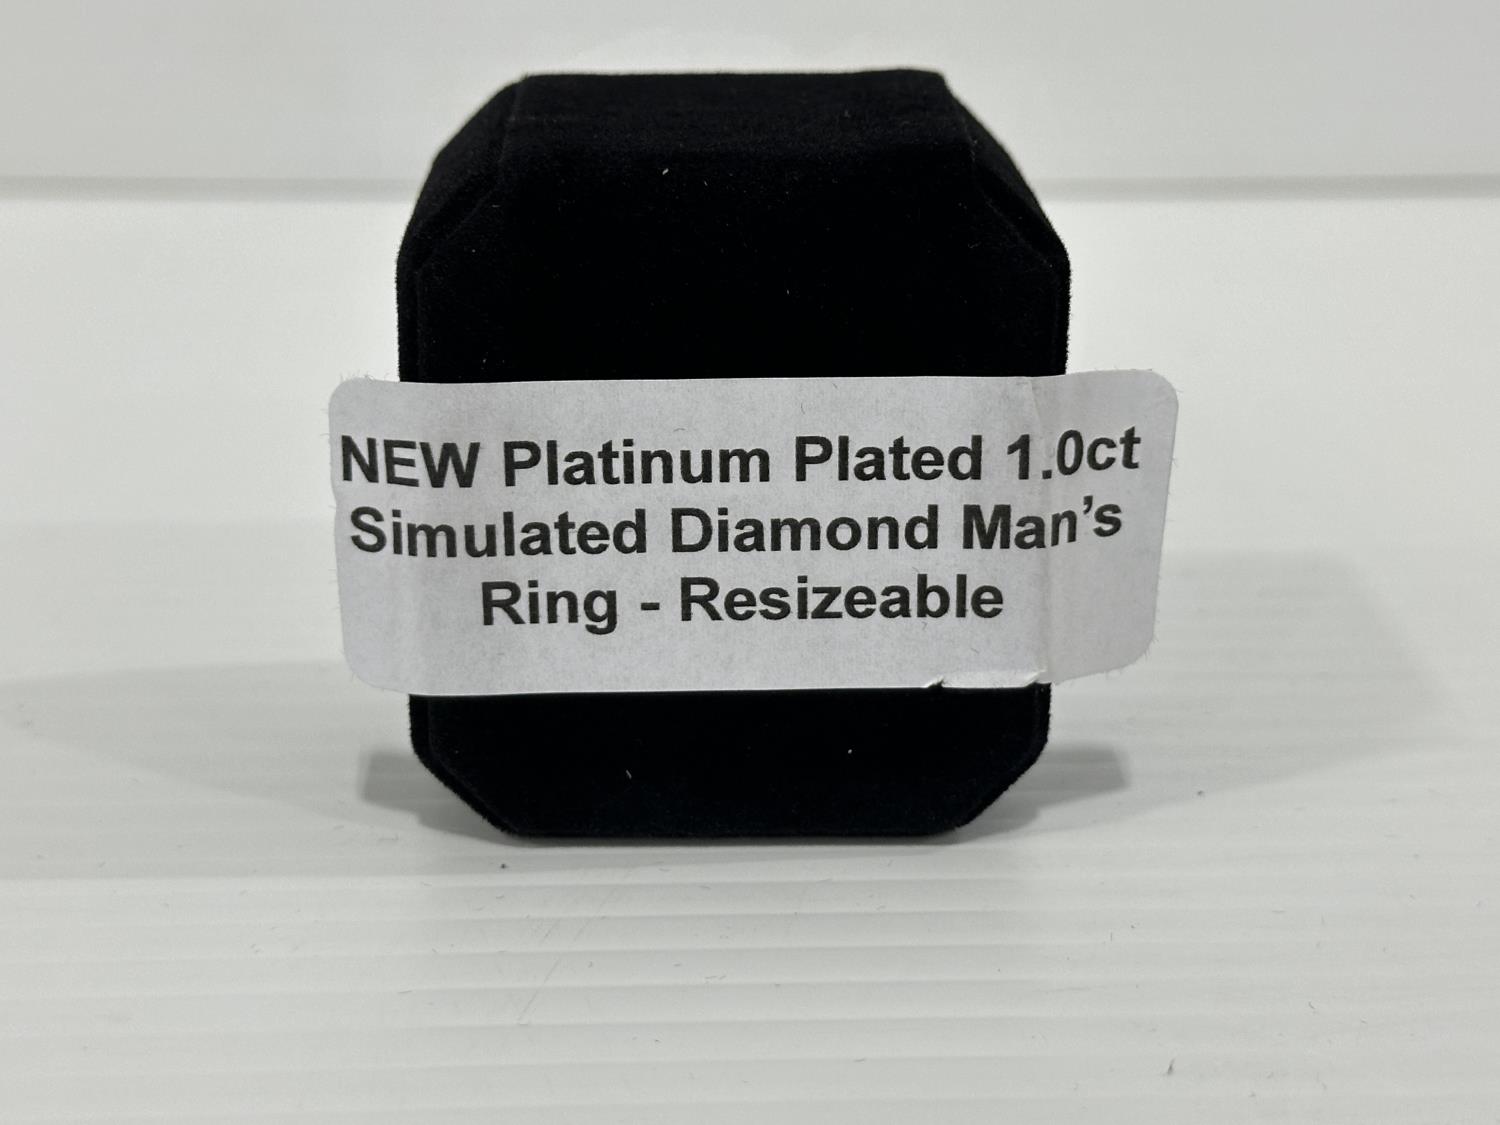 NEW Platinum Plated 1.0ct
Simulated Diamond Man’s
Ring - Resizeable